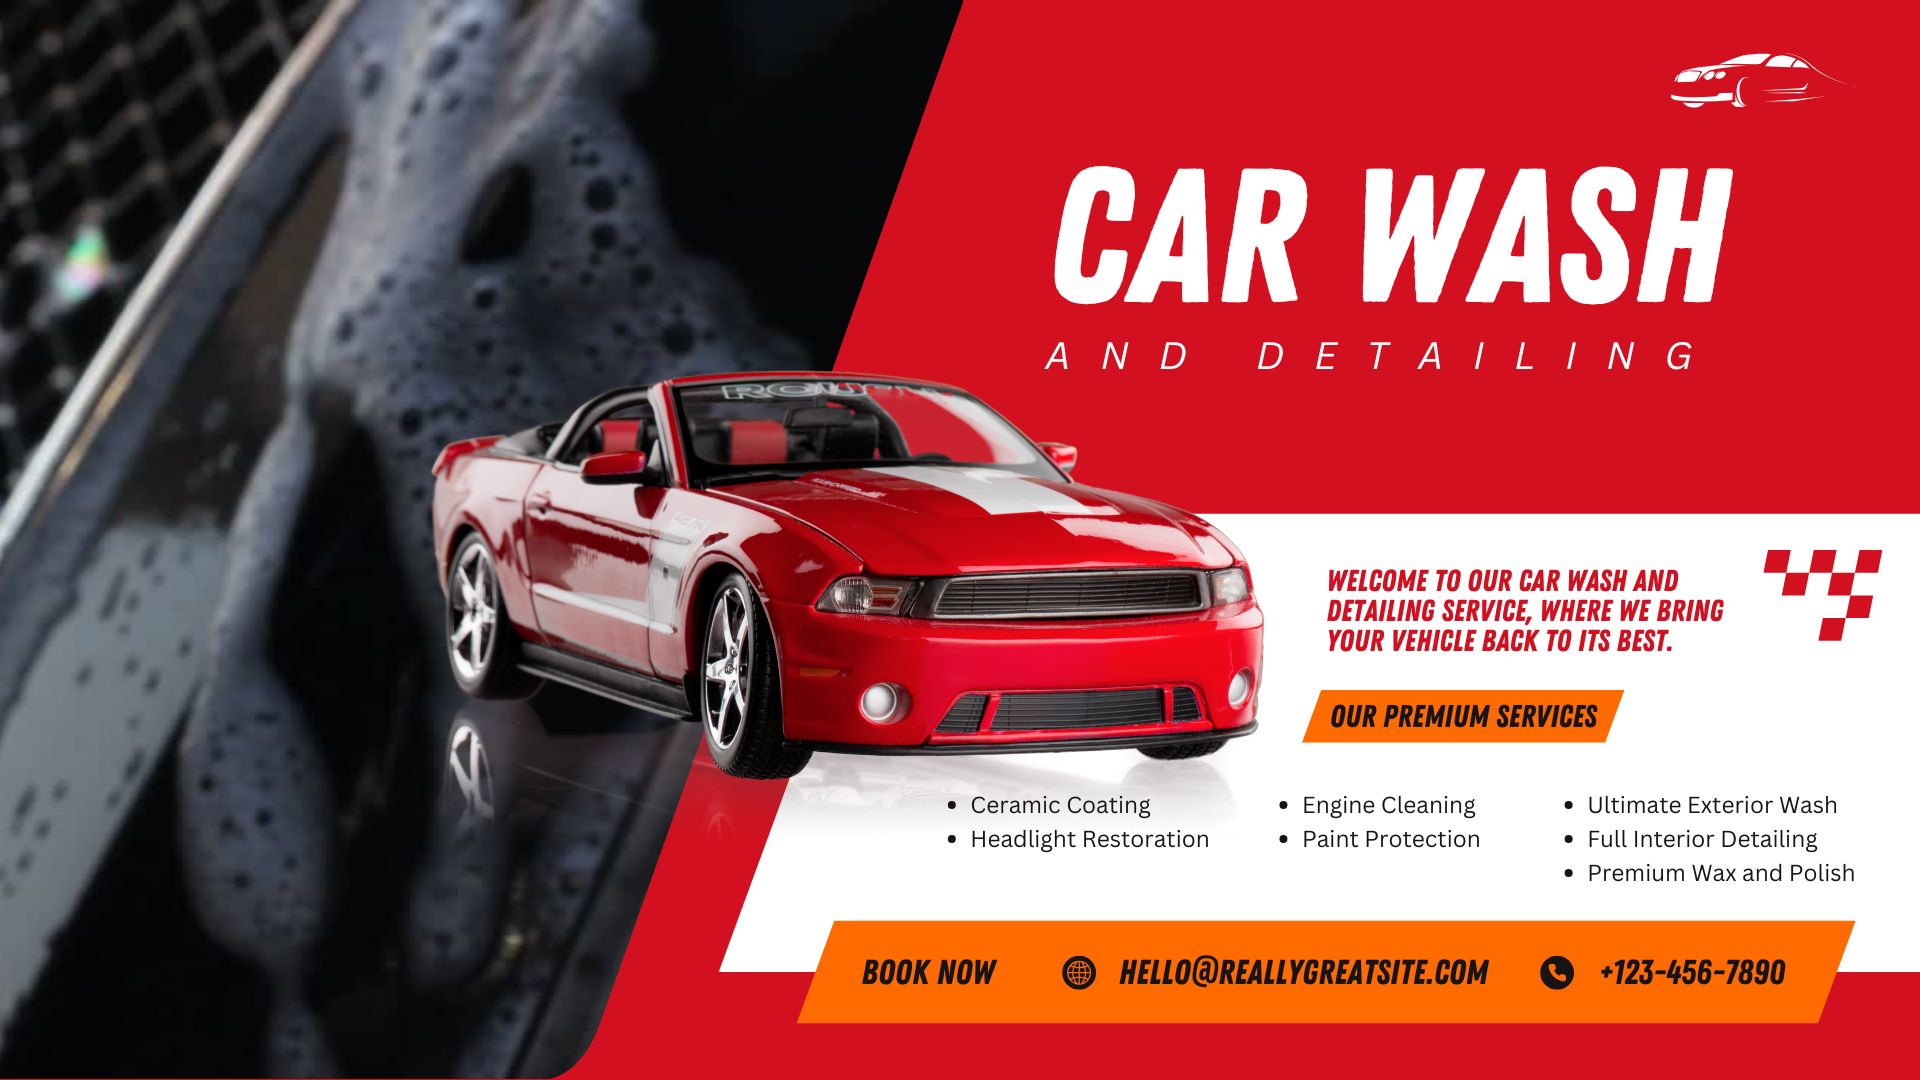 CAR WASH
AND DETAILING
WELCOME TO OUR CAR WASH AND
DETAILING SERVICE, WHERE WE BRING
YOUR VEHICLE BACK TO ITS BEST.
OUR PREMIUM SERVICES
• Ceramic Coating
• Headlight Restoration
• Engine Cleaning
• Paint Protection
• Ultimate Exterior Wash
• Full Interior Detailing
• Premium Wax and Polish
BOOK NOW
HELLO@REALLYGREATSITE.COM
+123-456-7890